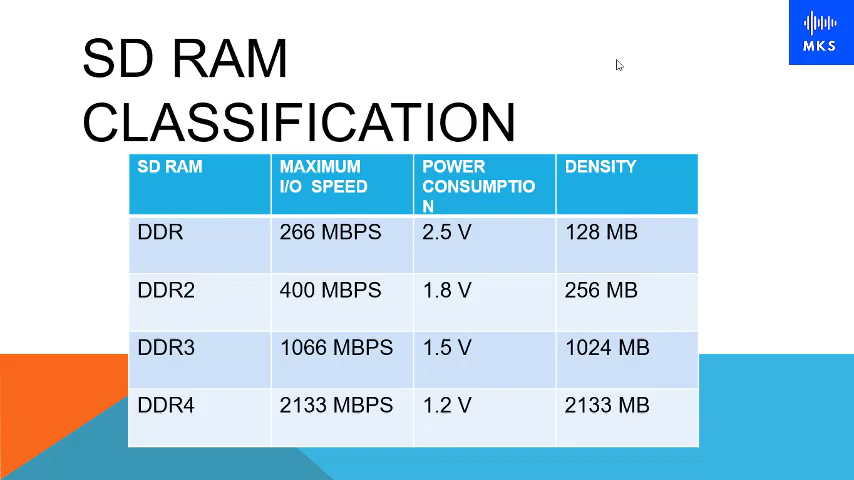 SD RAM
CLASSIFICATION
MKS
SD RAM
MAXIMUM
I/O SPEED
POWER
CONSUMPTIO
N
DENSITY
DDR
266 MBPS
2.5 V
128 MB
DDR2
400 MBPS
1.8 V
256 MB
DDR3
1066 MBPS
1.5 V
1024 MB
DDR4
2133 MBPS
1.2 V
2133 MB